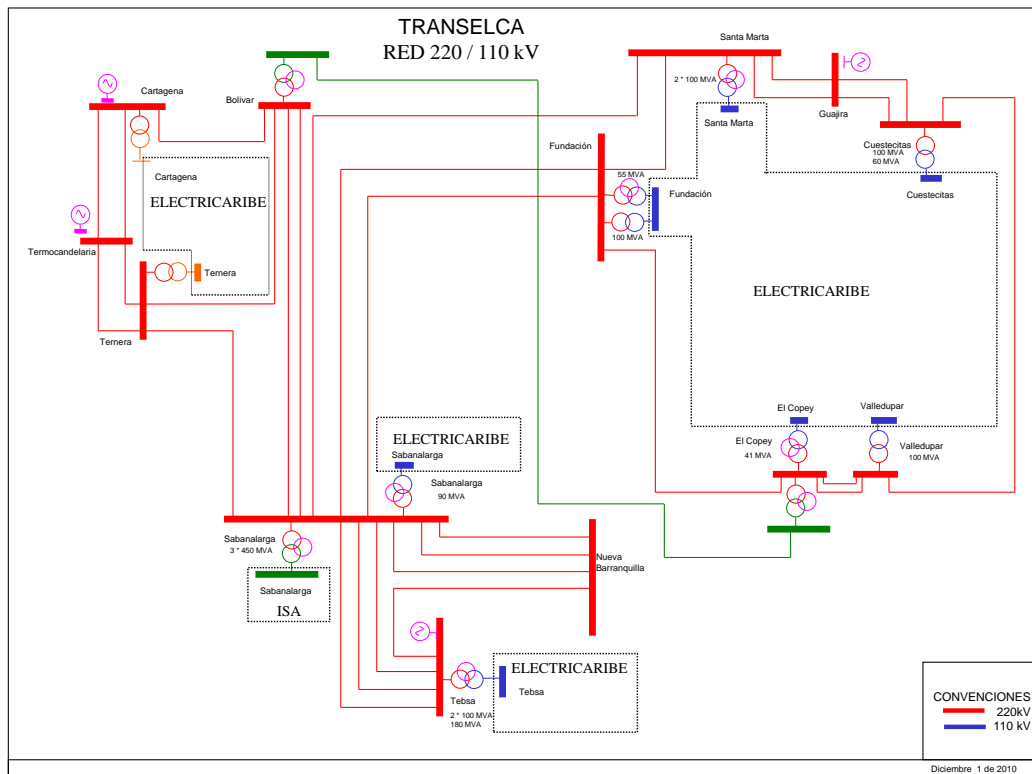 TRANSELCA
RED 220 / 110 kV
Santa Marta
2 * 100 MVA
Santa Marta
Guajira
Cuestecitas
100 MVA
60 MVA
Cuestecitas
Cartagena
Bolivar
Cartagena
ELECTRICARIBE
Termocandelaria
Ternera
Ternera
Fundación
55 MVA
Fundación
100 MVA
ELECTRICARIBE
El Copey
Valledupar
El Copey
41 MVA
Valledupar
100 MVA
ELECTRICARIBE
Sabanalarga
Sabanalarga
90 MVA
Sabanalarga
3 * 450 MVA
Sabanalarga
ISA
Nueva
Barranquilla
ELECTRICARIBE
Tebsa
Tebsa
2 * 100 MVA
180 MVA
CONVENCIONES
220kV
110 kV
Diciembre 1 de 2010